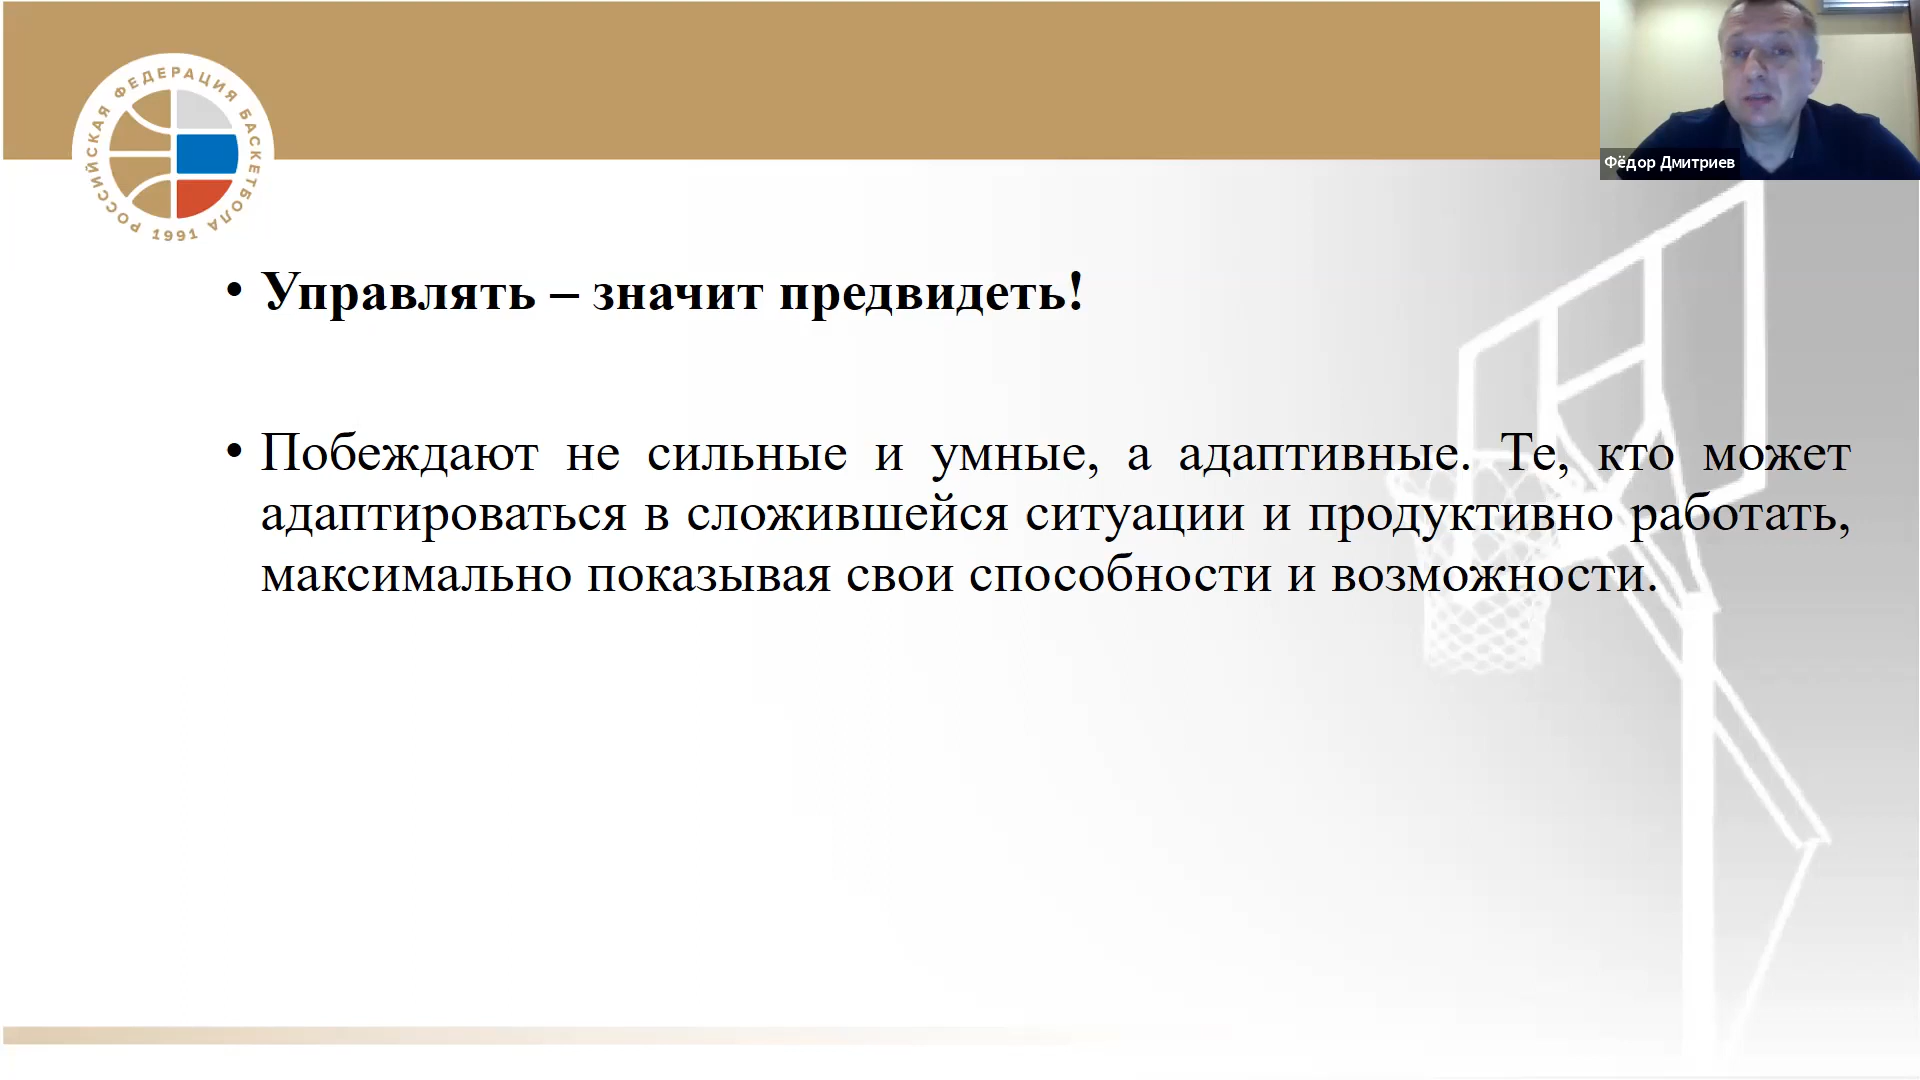 РОССИЙСКАЯ ФЕДЕРАЦИЯ БАСКЕТБОЛА
1991
Фёдор Дмитриев
• Управлять – значит предвидеть!
• Побеждают не сильные и умные, а адаптивные. Те, кто может
адаптироваться в сложившейся ситуации и продуктивно работать,
максимально показывая свои способности и возможности.